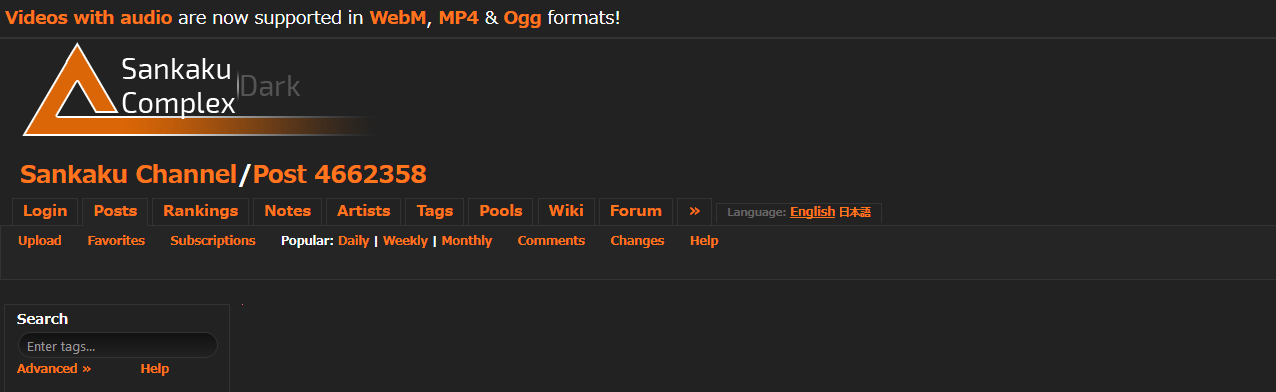 Videos with audio are now supported in WebM, MP4 & Ogg formats!
Sankaku
Complex
Dark
Sankaku Channel/Post 4662358
Login Posts Rankings Notes Artists Tags Pools Wiki Forum » Language: English 日本語
Upload Favorites Subscriptions Popular: Daily | Weekly | Monthly Comments Changes Help
Search
Enter tags...
Advanced » Help